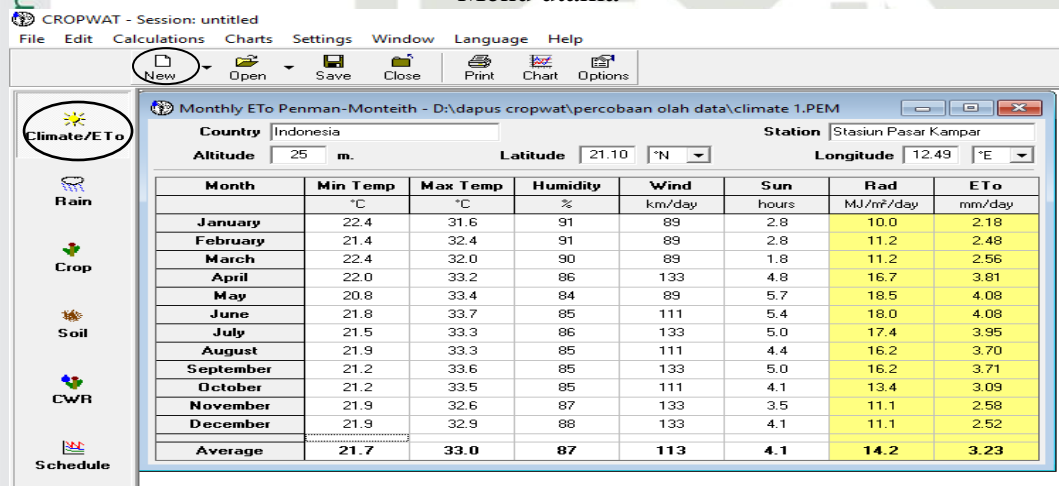 CROPWAT - Session: untitled
File Edit Calculations Charts Settings Window Language Help
New Open Save Close Print Chart Options
Climate/ETo
Rain
Crop
Soil
CWR
Schedule
Monthly ETo Penman-Monteith - D:\dapus cropwat\percobaan olah data\climate 1.PEM
Country Indonesia Station Stasiun Pasar Kampar
Altitude 25 m. Latitude 21.10 °N Longitude 12.49 °E
Month Min Temp Max Temp Humidity Wind Sun Rad ETo
°C °C % km/day hours MJ/m²/day mm/day
January 22.4 31.6 91 89 2.8 10.0 2.18
February 21.4 32.4 91 89 2.8 11.2 2.48
March 22.4 32.0 90 89 1.8 11.2 2.56
April 22.0 33.2 86 133 4.8 16.7 3.81
May 20.8 33.4 84 89 5.7 18.5 4.08
June 21.8 33.7 85 111 5.4 18.0 4.08
July 21.5 33.3 86 133 5.0 17.4 3.95
August 21.9 33.3 85 111 4.4 16.2 3.70
September 21.2 33.6 85 133 5.0 16.2 3.71
October 21.2 33.5 85 111 4.1 13.4 3.09
November 21.9 32.6 87 133 3.5 11.1 2.58
December 21.9 32.9 88 133 4.1 11.1 2.52
Average 21.7 33.0 87 113 4.1 14.2 3.23